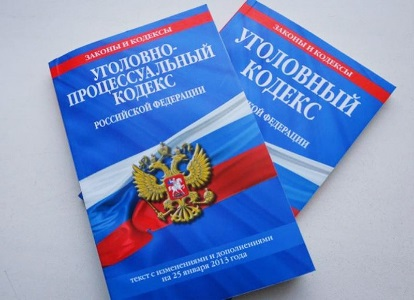 ЗАКОНЫ И КОДЕКСЫ
УГОЛОВНО-
ПРОЦЕССУАЛЬНЫЙ
КОДЕКС
РОССИЙСКОЙ ФЕДЕРАЦИИ
текст с изменениями и дополнениями
на 25 января 2013 года
ЗАКОНЫ И КОДЕКСЫ
УГОЛОВНЫЙ
КОДЕКС
ФЕДЕРАЦИИ